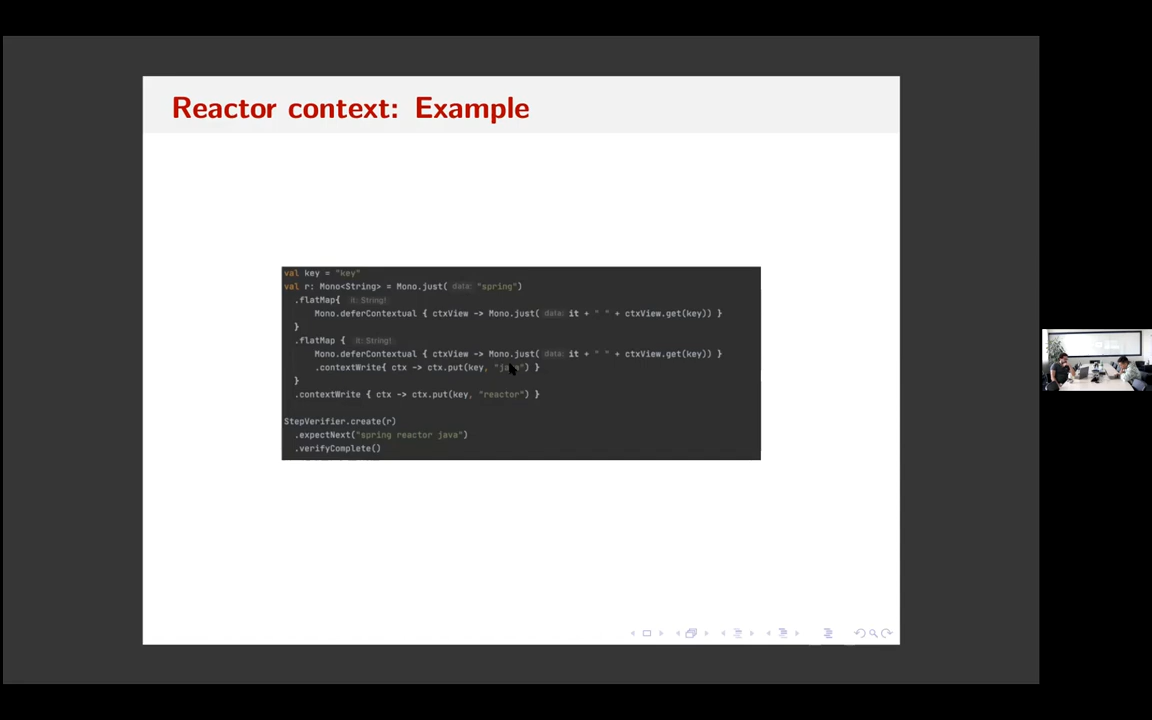 Reactor context: Example
val key = "key"
val r: Mono<String> = Mono.just( data: "spring")
.flatMap{ it: String!
Mono.deferContextual { ctxView -> Mono.just( data: it + " " + ctxView.get(key)) }
}
.flatMap { it: String!
Mono.deferContextual { ctxView -> Mono.just( data: it + " " + ctxView.get(key)) }
.contextWrite{ ctx -> ctx.put(key, "java") }
}
.contextWrite { ctx -> ctx.put(key, "reactor") }
StepVerifier.create(r)
.expectNext("spring reactor java")
.verifyComplete()